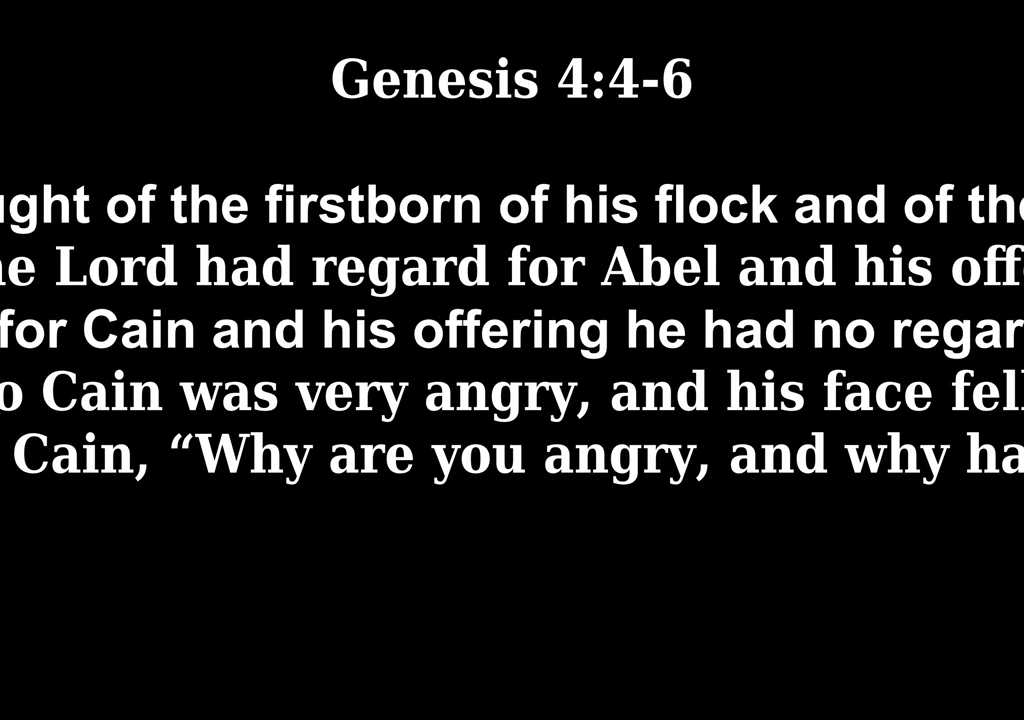 Genesis 4:4-6
ught of the firstborn of his flock and of the
he Lord had regard for Abel and his offe
for Cain and his offering he had no regar
o Cain was very angry, and his face fell
Cain, “Why are you angry, and why ha